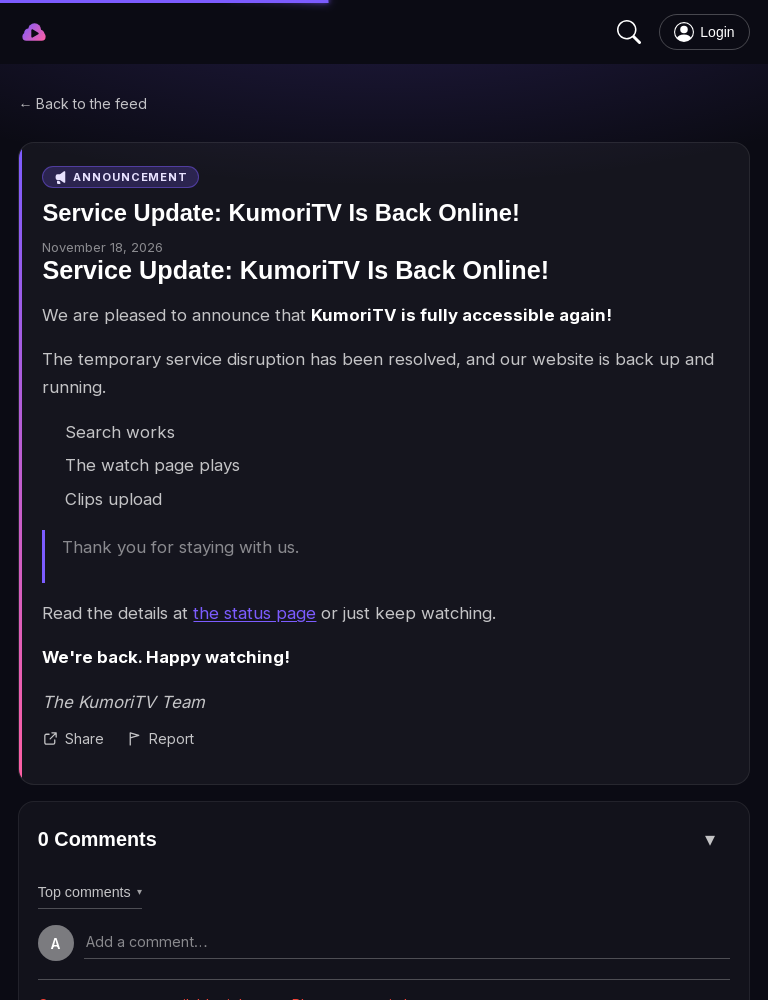 Login
← Back to the feed
ANNOUNCEMENT
Service Update: KumoriTV Is Back Online!
November 18, 2026
Service Update: KumoriTV Is Back Online!
We are pleased to announce that KumoriTV is fully accessible again!
The temporary service disruption has been resolved, and our website is back up and
running.
Search works
The watch page plays
Clips upload
Thank you for staying with us.
Read the details at the status page or just keep watching.
We're back. Happy watching!
The KumoriTV Team
Share Report
0 Comments ▼
Top comments ▾
A Add a comment...